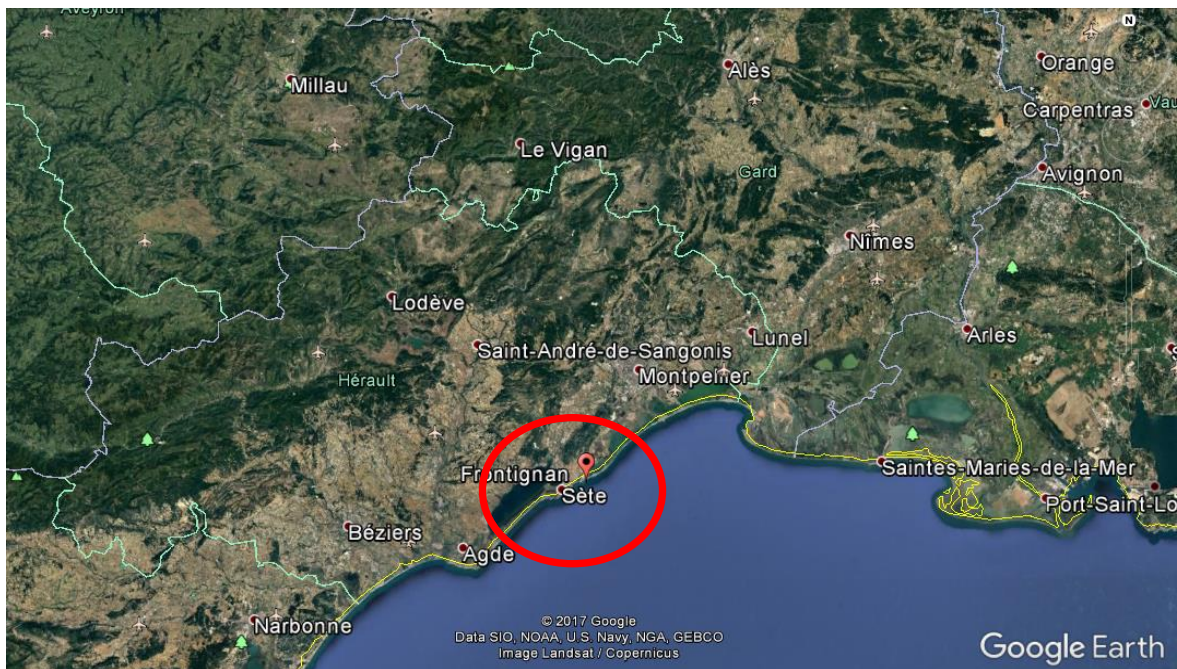 Aveyron
N
Orange
Alès
Millau
Carpentras
Vau
Le Vigan
Avignon
Gard
Nîmes
Lodève
Lunel
Arles
Saint-André-de-Sangonis
Montpellier
Hérault
Frontignan
Saintes-Maries-de-la-Mer
Sète
Port-Saint-Lo
Béziers
Agde
Narbonne
© 2017 Google
Data SIO, NOAA, U.S. Navy, NGA, GEBCO
Image Landsat / Copernicus
Google Earth